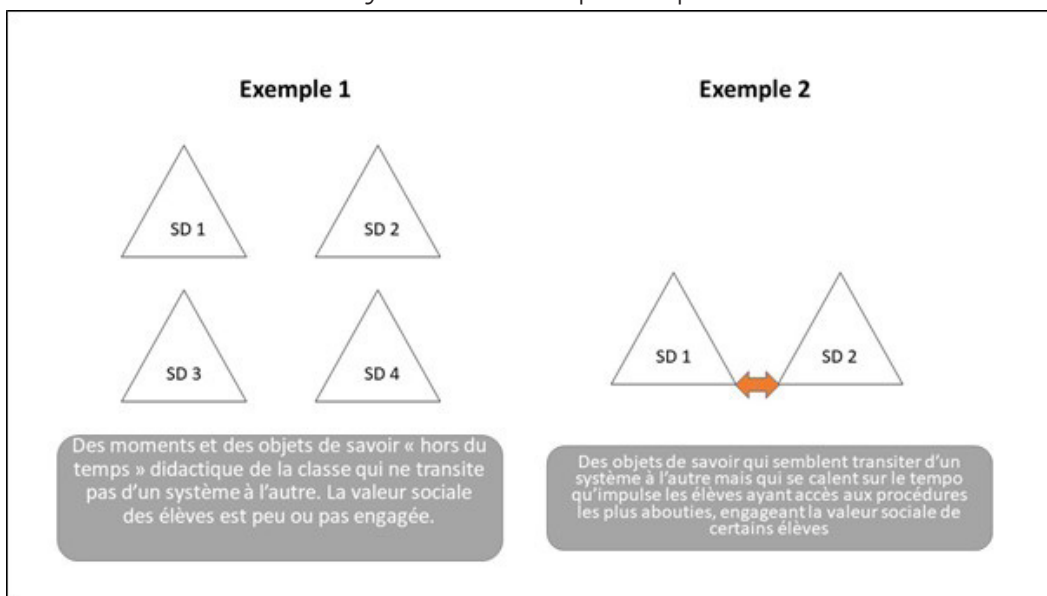 Exemple 1
Exemple 2
SD 1
SD 2
SD 3
SD 4
Des moments et des objets de savoir « hors du
temps » didactique de la classe qui ne transite
pas d'un système à l'autre. La valeur sociale
des élèves est peu ou pas engagée.
SD 1
SD 2
Des objets de savoir qui semblent transiter d'un
système à l'autre mais qui se calent sur le tempo
qu'impulse les élèves ayant accès aux procédures
les plus abouties, engageant la valeur sociale de
certains élèves